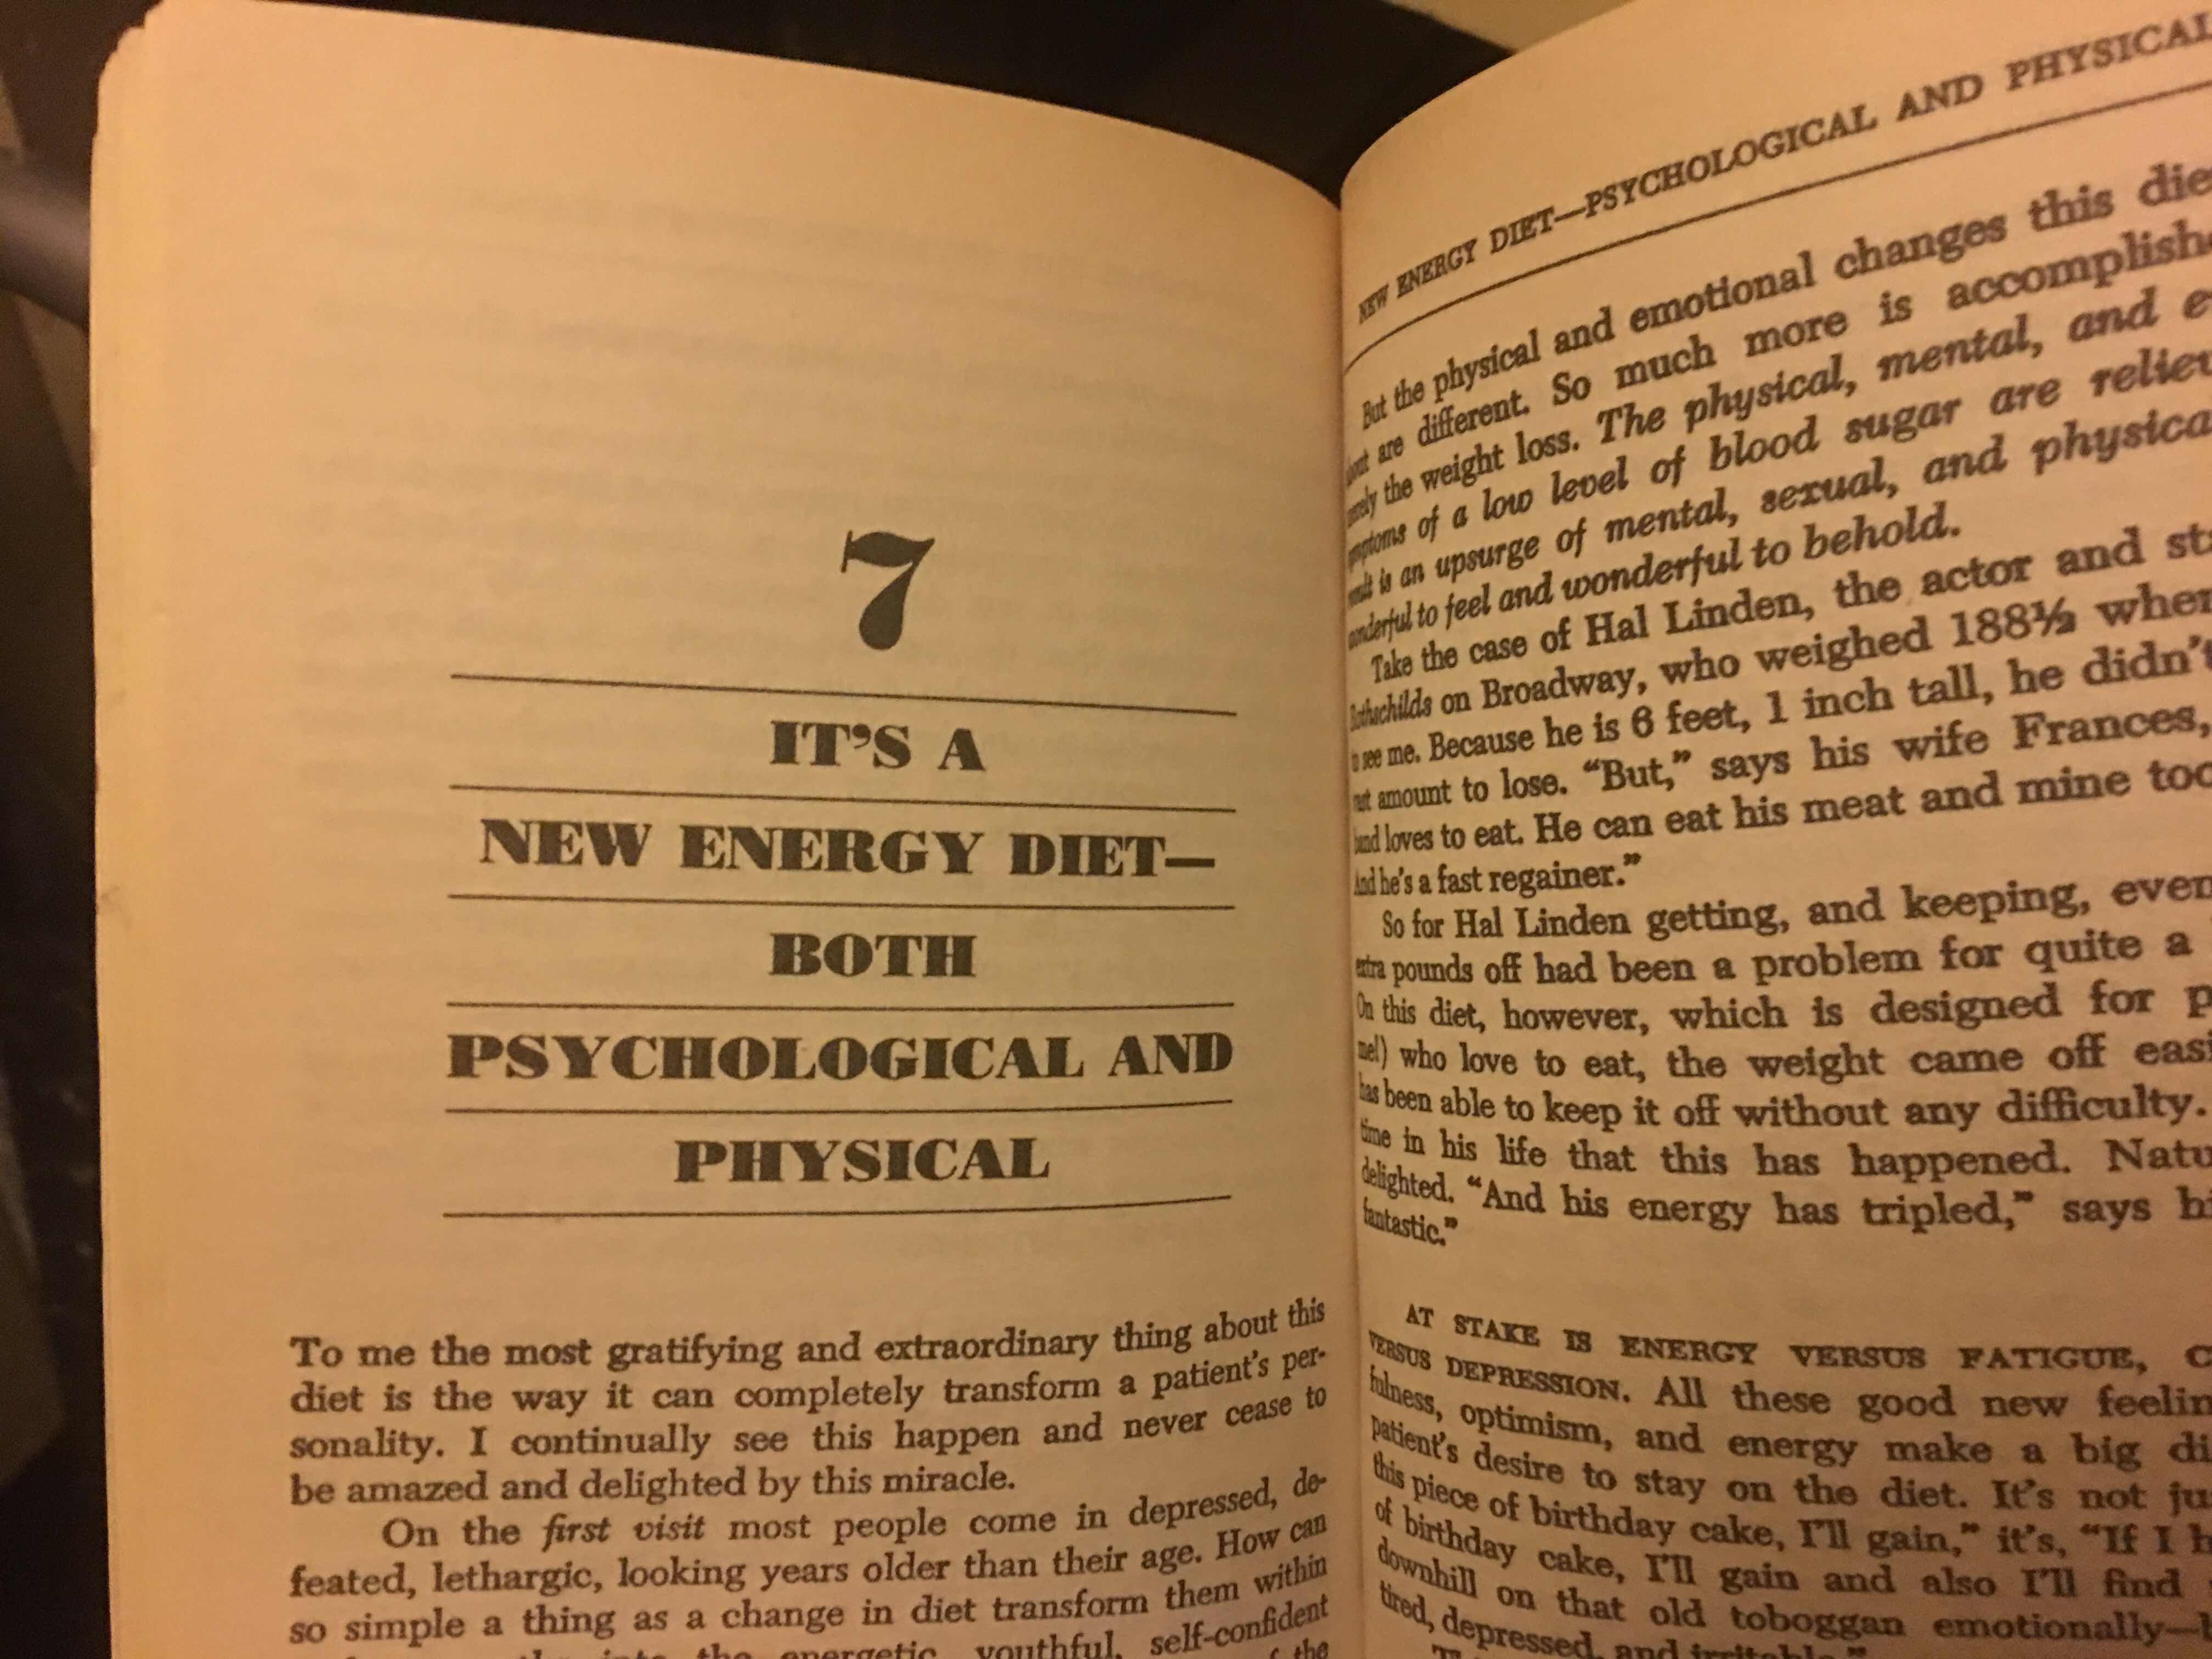 7
IT'S A
NEW ENERGY DIET—
BOTH
PSYCHOLOGICAL AND
PHYSICAL
To me the most gratifying and extraordinary thing about this
diet is the way it can completely transform a patient's per-
sonality. I continually see this happen and never cease to
be amazed and delighted by this miracle.
On the first visit most people come in depressed, de-
feated, lethargic, looking years older than their age. How can
so simple a thing as a change in diet transform them within
into the energetic, youthful, self-confident
the
NEW ENERGY DIET—PSYCHOLOGICAL AND PHYSICAL
But the physical and emotional changes this
are different. So much more is
the weight loss. The physical, mental, and
of a low level of blood sugar are
is an upsurge of mental, sexual, and
to feel and wonderful to behold.
Take the case of Hal Linden, the actor and
on Broadway, who weighed 188½
see me. Because he is 6 feet, 1 inch tall, he didn't
amount to lose. “But,” says his wife Frances,
loves to eat. He can eat his meat and mine
And he's a fast regainer.”
So for Hal Linden getting, and keeping, even
extra pounds off had been a problem for quite a
On this diet, however, which is designed for
me!) who love to eat, the weight came off
has been able to keep it off without any difficulty.
time in his life that this has happened.
delighted. “And his energy has tripled,” says
fantastic.”
AT STAKE IS ENERGY VERSUS FATIGUE,
VERSUS DEPRESSION. All these good new
fulness, optimism, and energy make a big
patient's desire to stay on the diet. It's not
this piece of birthday cake, I'll gain,” it's, “If I
of birthday cake, I'll gain and also I'll find
downhill on that old toboggan emotionally—
tired, depressed, and irritable.”